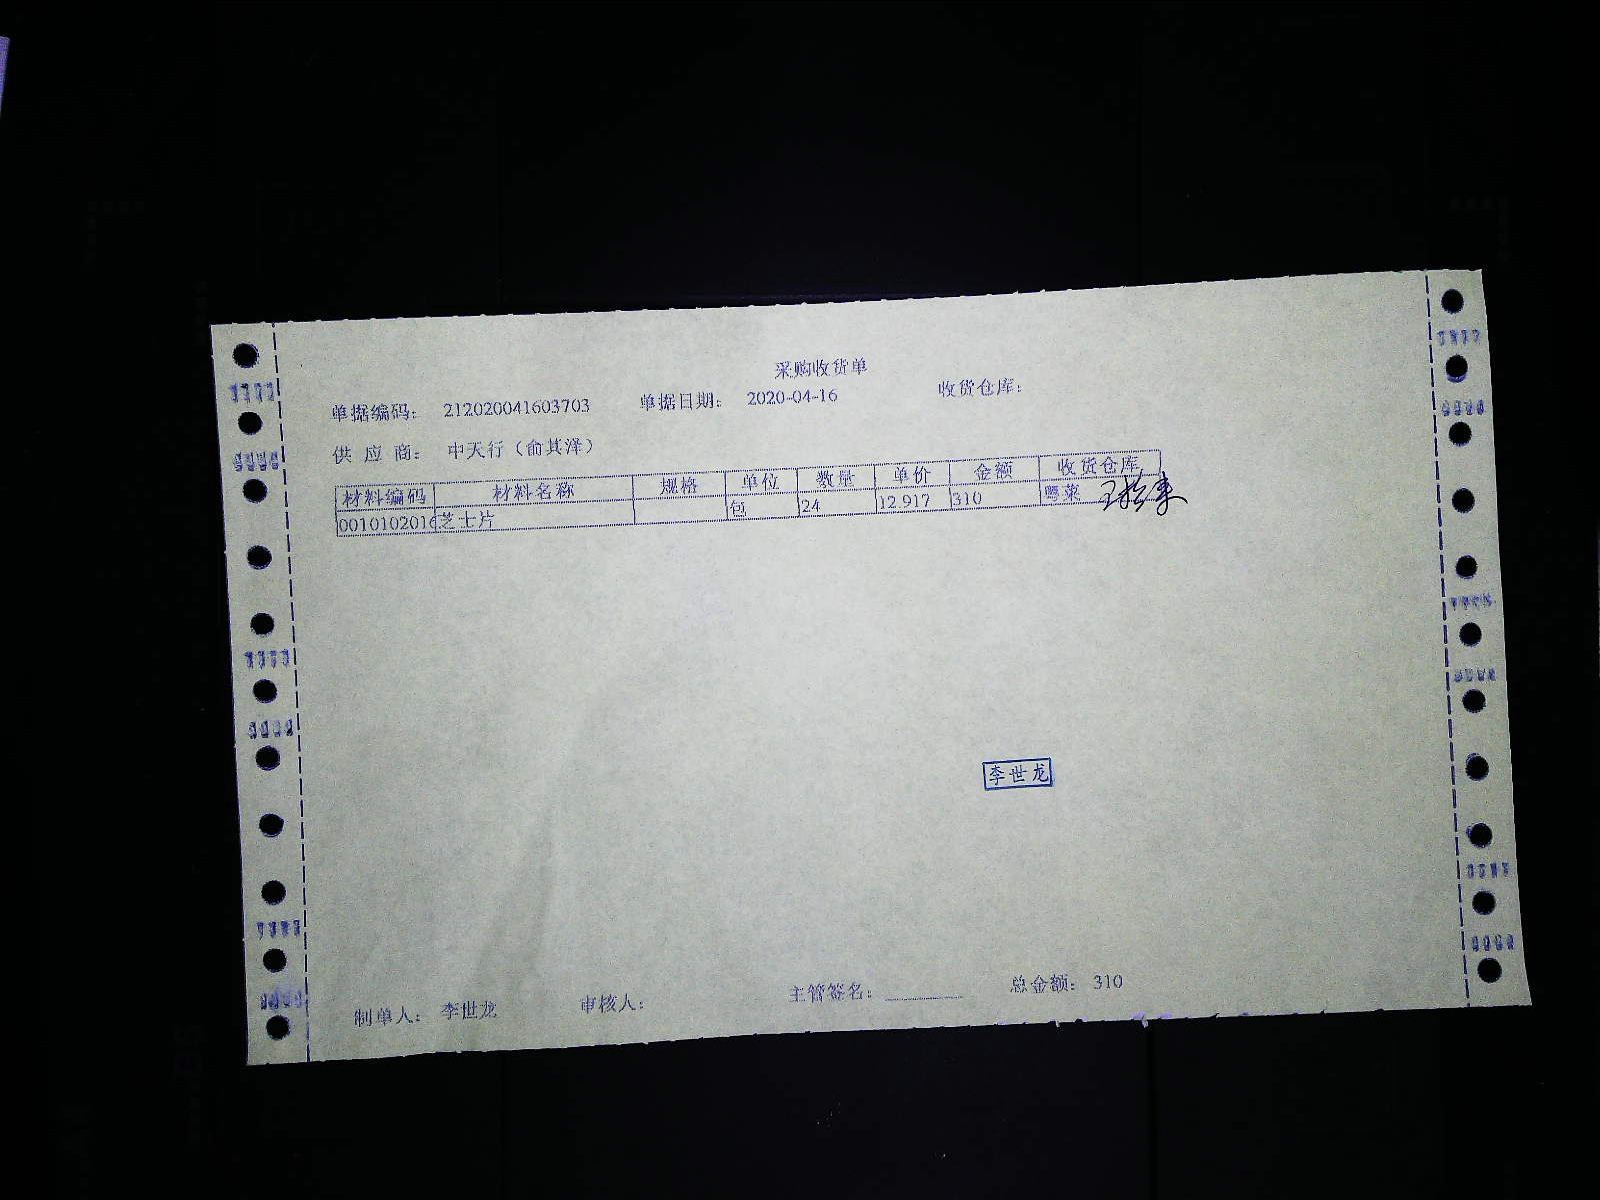 采购收货单
单据编码： 212020041603703 单据日期： 2020-04-16 收货仓库：
供 应 商： 中天行（俞其洋）
材料编码 材料名称 规格 单位 数量 单价 金额 收货仓库
0010102016 芝士片 包 24 12.917 310 粤菜
李世龙
制单人： 李世龙 审核人： 主管签名： 总金额： 310